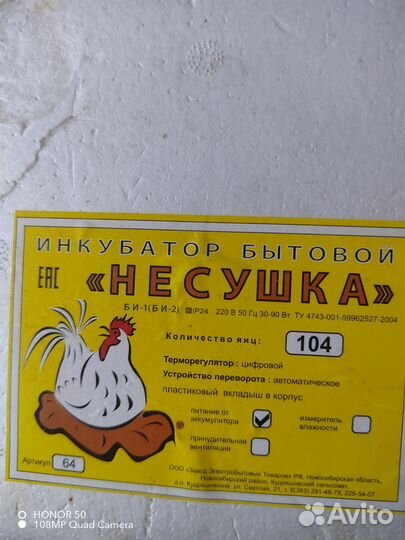 ИНКУБАТОР БЫТОВОЙ
ЕАС
«НЕСУШКА»
БИ-1(БИ-2) IP24 220 В 50 Гц 30-90 Вт ТУ 4743-001-59962527-2004
Количество яиц: 104
Терморегулятор : цифровой
Устройство переворота : автоматическое
пластиковый вкладыш в корпус
питание от аккумулятора
измеритель влажности
принудительная вентиляция
Артикул 64
ООО «Завод Электробытовых Товаров» РФ, Новосибирская область,
Новосибирский район, Кудряшовский сельсовет,
д.п. Кудряшовский, ул. Светлая, 21, т. 8(383) 291-48-79, 226-54-07
HONOR 50
108MP Quad Camera
Avito